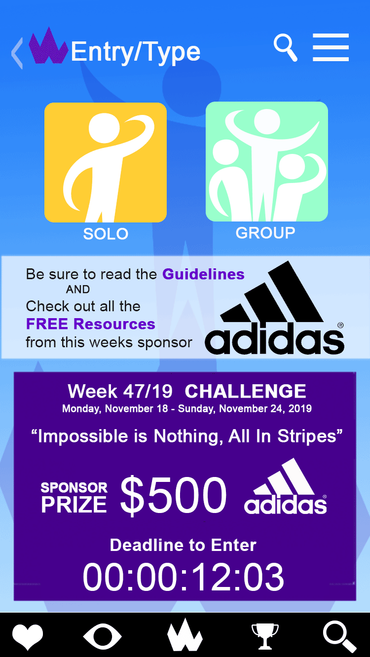 Entry/Type
SOLO
GROUP
Be sure to read the Guidelines
AND
Check out all the
FREE Resources
from this weeks sponsor
adidas®
Week 47/19 CHALLENGE
Monday, November 18 - Sunday, November 24, 2019
“Impossible is Nothing, All In Stripes”
SPONSOR
PRIZE
$500
adidas
Deadline to Enter
00:00:12:03